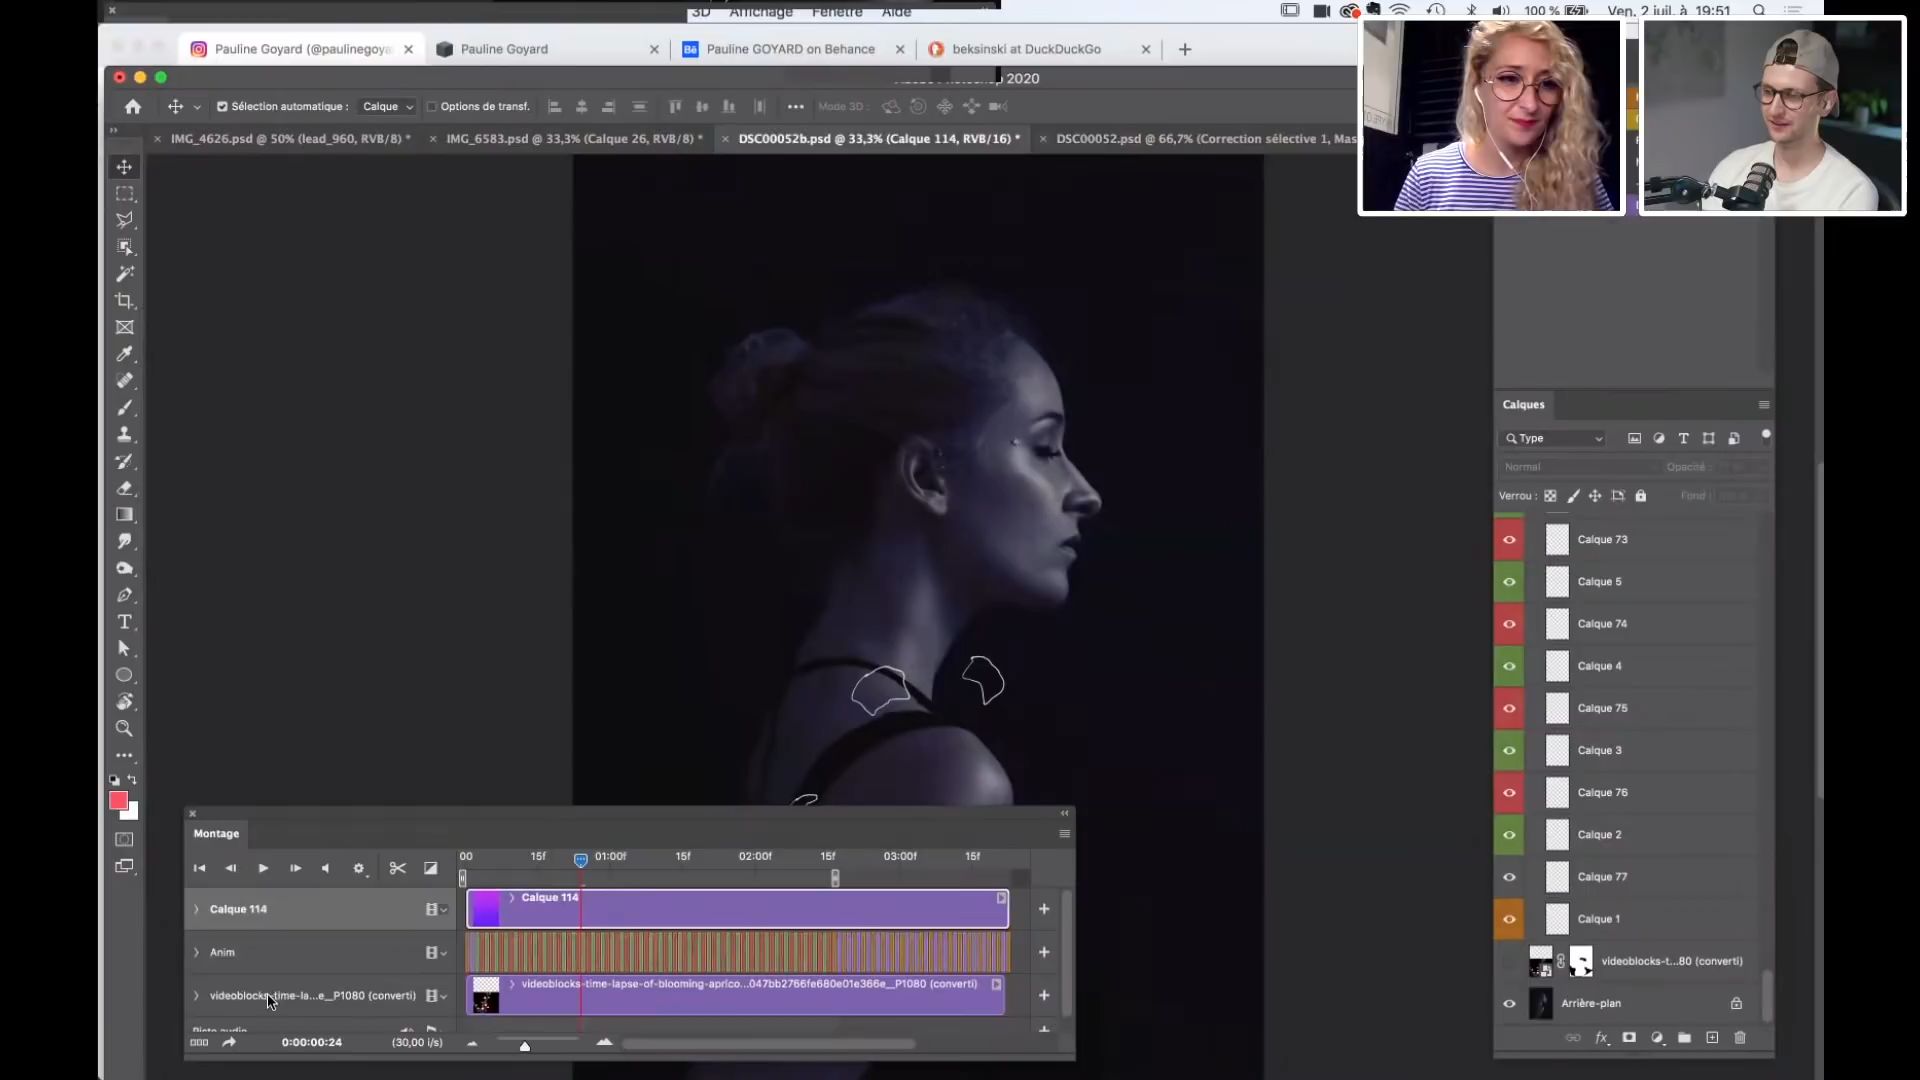 3D Affichage Fenêtre Aide
100 % Ven. 2 juil. à 19:51
Pauline Goyard (@paulinegoya
Pauline Goyard
Bē Pauline GOYARD on Behance
beksinski at DuckDuckGo
2020
Sélection automatique : Calque Options de transf. Mode 3D :
IMG_4626.psd @ 50% (lead_960, RVB/8) *
IMG_6583.psd @ 33,3% (Calque 26, RVB/8) *
DSC00052b.psd @ 33,3% (Calque 114, RVB/16) *
DSC00052.psd @ 66,7% (Correction sélective 1, Mas
Calques
Type
Normal Opacité :
Verrou : Fond :
Calque 73
Calque 5
Calque 74
Calque 4
Calque 75
Calque 3
Calque 76
Calque 2
Calque 77
Calque 1
videoblocks-t...80 (converti)
Arrière-plan
fx
Montage
00 15f 01:00f 15f 02:00f 15f 03:00f 15f
Calque 114
Calque 114
Anim
videoblocks-time-la...e__P1080 (converti)
videoblocks-time-lapse-of-blooming-aprico...047bb2766fe680e01e366e__P1080 (converti)
Piste audio
0:00:00:24 (30,00 i/s)